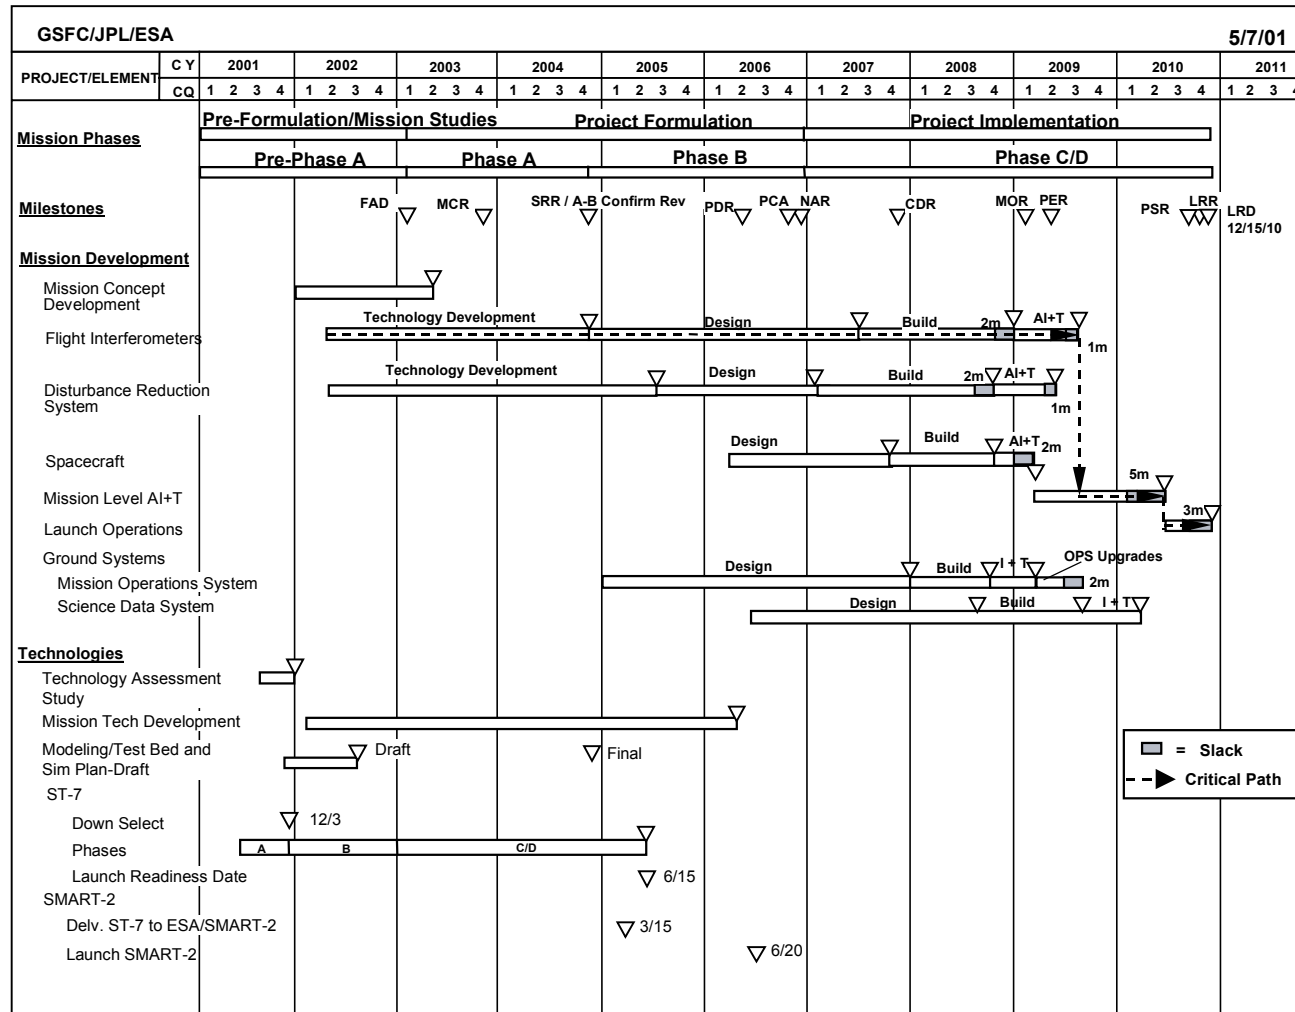 GSFC/JPL/ESA 5/7/01
PROJECT/ELEMENT CY 2001 2002 2003 2004 2005 2006 2007 2008 2009 2010 2011
CQ 1 2 3 4 1 2 3 4 1 2 3 4 1 2 3 4 1 2 3 4 1 2 3 4 1 2 3 4 1 2 3 4 1 2 3 4 1 2 3 4 1 2 3 4
Pre-Formulation/Mission Studies Project Formulation Project Implementation
Mission Phases
Pre-Phase A Phase A Phase B Phase C/D
Milestones FAD MCR SRR / A-B Confirm Rev PDR PCA NAR CDR MOR PER PSR LRR LRD
12/15/10
Mission Development
Mission Concept
Development
Technology Development Design Build 2m AI+T
Flight Interferometers 1m
Technology Development Design Build 2m AI+T
Disturbance Reduction
System 1m
Design Build AI+T 2m
Spacecraft
5m
Mission Level AI+T
3m
Launch Operations
Ground Systems
Design Build I + T OPS Upgrades
Mission Operations System 2m
Science Data System Design Build I + T
Technologies
Technology Assessment
Study
Mission Tech Development
Modeling/Test Bed and Draft Final
Sim Plan-Draft
= Slack
Critical Path
ST-7
Down Select 12/3
Phases A B C/D
Launch Readiness Date 6/15
SMART-2
Delv. ST-7 to ESA/SMART-2 3/15
Launch SMART-2 6/20